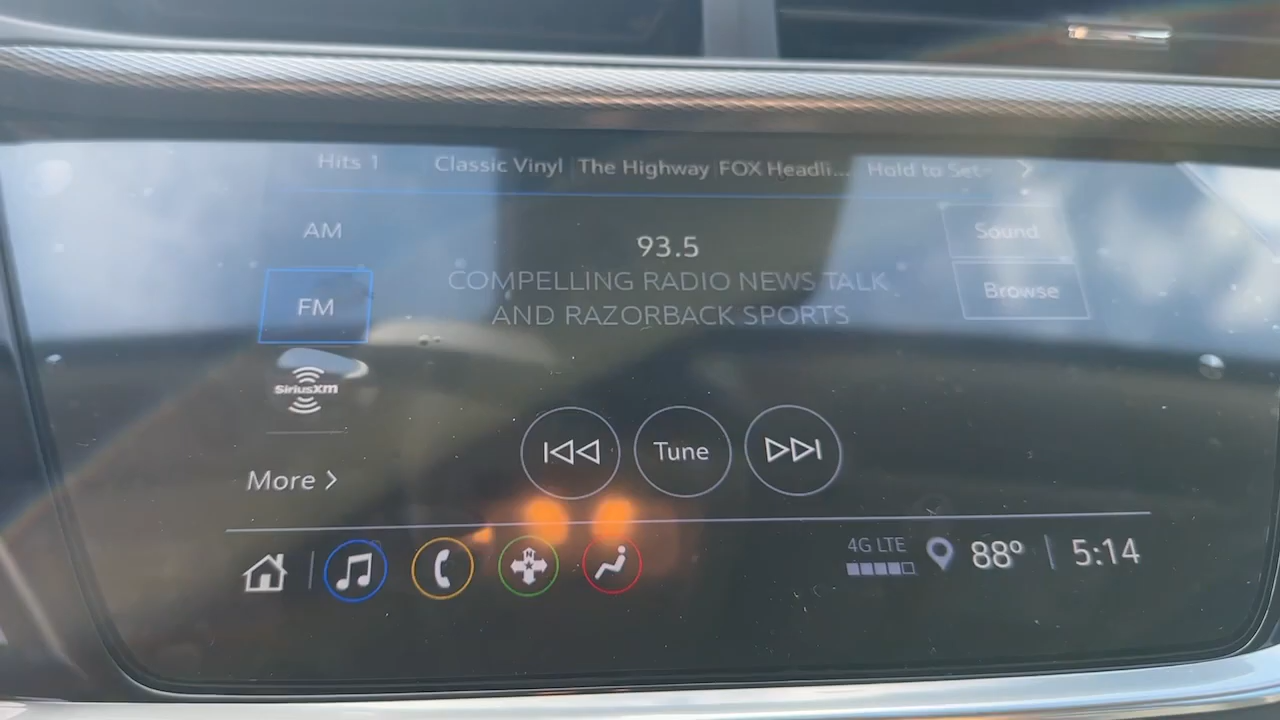 Hits 1 Classic Vinyl The Highway FOX Headli... Hold to Set
AM
93.5
Sound
COMPELLING RADIO NEWS TALK
Browse
FM
AND RAZORBACK SPORTS
SiriusXM
Tune
More
4G LTE
88° 5:14
N